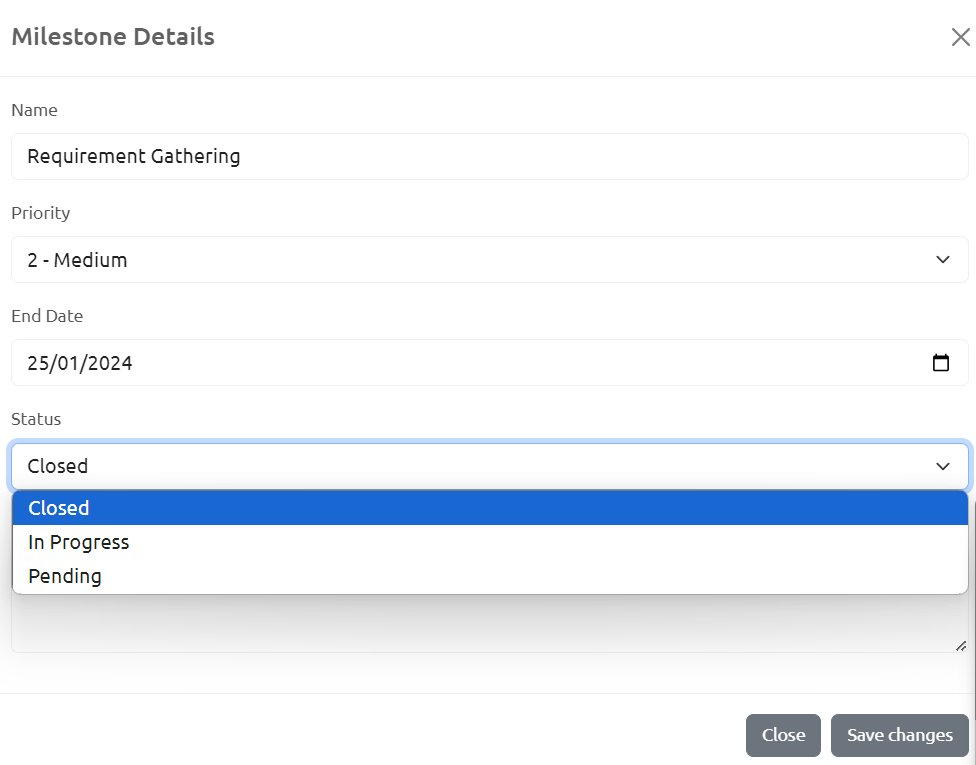 Milestone Details
Name
Requirement Gathering
Priority
2 - Medium
End Date
25/01/2024
Status
Closed
Closed
In Progress
Pending
Close Save changes